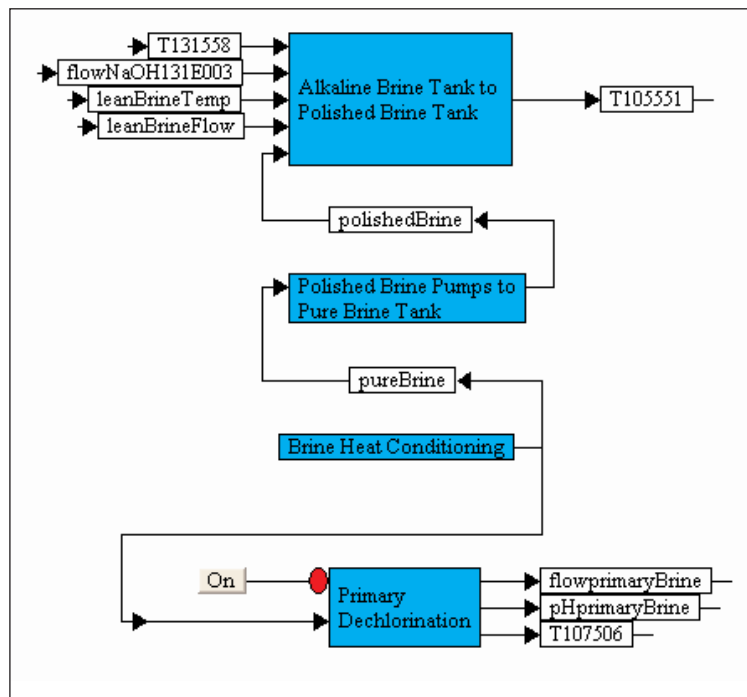 T131558
flowNaOH131E003
leanBrineTemp
leanBrineFlow
Alkaline Brine Tank to
Polished Brine Tank
T105551
polishedBrine
Polished Brine Pumps to
Pure Brine Tank
pureBrine
Brine Heat Conditioning
On
Primary
Dechlorination
flowprimaryBrine
pHprimaryBrine
T107506